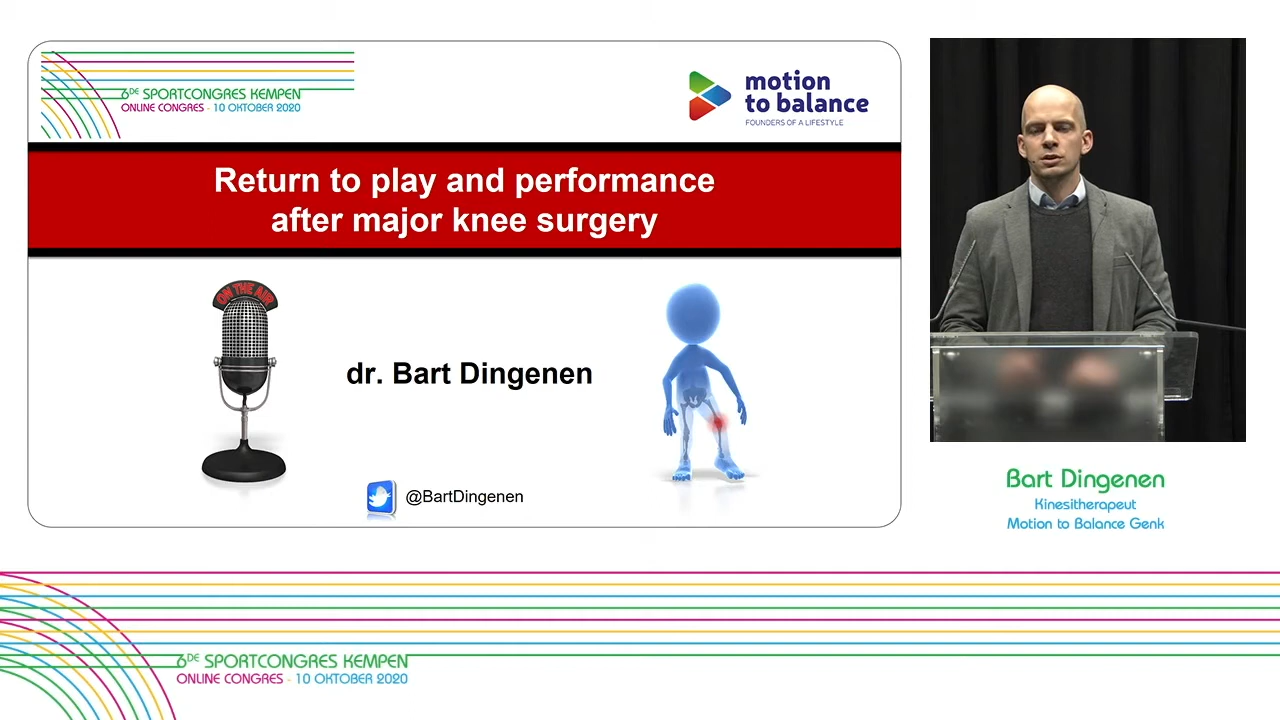 6DE SPORTCONGRES KEMPEN
ONLINE CONGRES - 10 OKTOBER 2020
motion
to balance
FOUNDERS OF A LIFESTYLE
Return to play and performance
after major knee surgery
ON THE AIR
dr. Bart Dingenen
@BartDingenen
Bart Dingenen
Kinesitherapeut
Motion to Balance Genk
6DE SPORTCONGRES KEMPEN
ONLINE CONGRES - 10 OKTOBER 2020